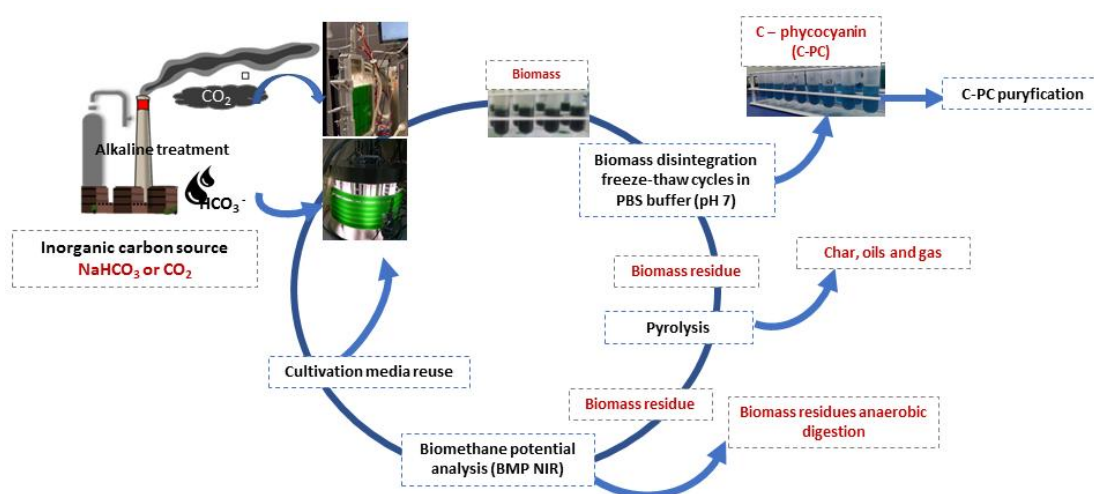 CO2
Alkaline treatment
HCO3 -
Inorganic carbon source
NaHCO3 or CO2
Biomass
C – phycocyanin
(C-PC)
C-PC puryfication
Biomass disintegration
freeze-thaw cycles in
PBS buffer (pH 7)
Biomass residue
Char, oils and gas
Pyrolysis
Cultivation media reuse
Biomass residue
Biomass residues anaerobic
digestion
Biomethane potential
analysis (BMP NIR)